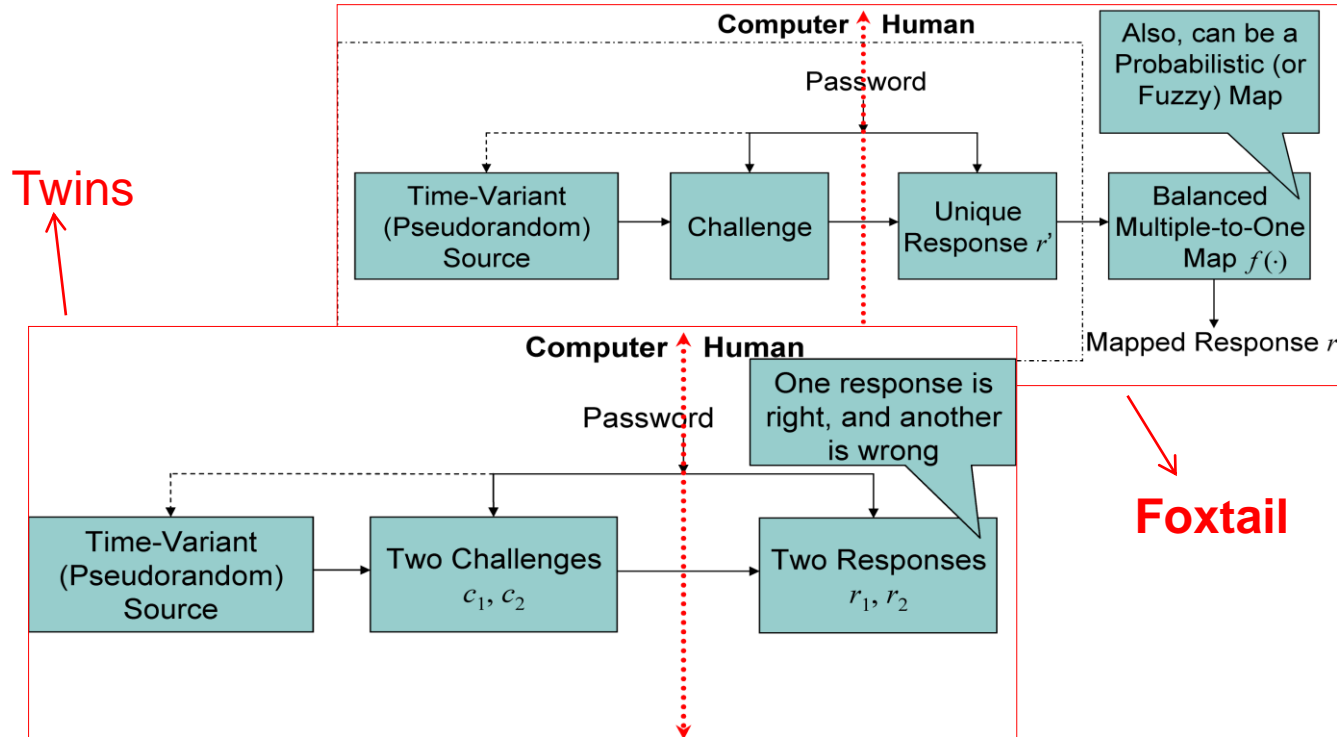 Computer Human
Also, can be a
Probabilistic (or
Fuzzy) Map
Password
Time-Variant
(Pseudorandom)
Source
Challenge
Unique
Response r’
Balanced
Multiple-to-One
Map f(·)
Mapped Response r
Twins
Foxtail
Computer Human
One response is
right, and another
is wrong
Password
Time-Variant
(Pseudorandom)
Source
Two Challenges
c₁, c₂
Two Responses
r₁, r₂